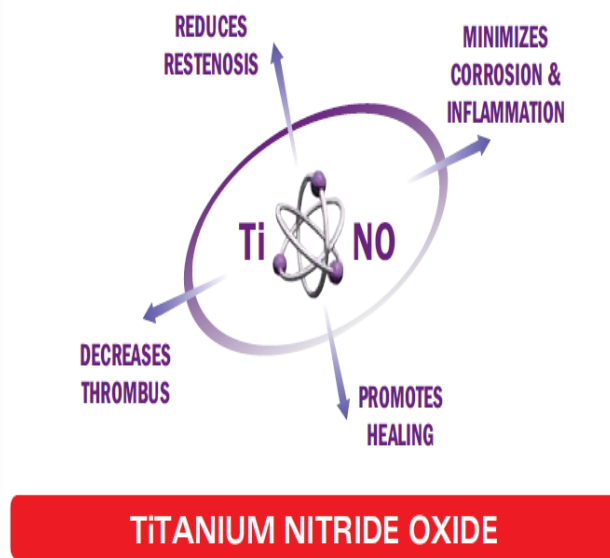 REDUCES
RESTENOSIS
MINIMIZES
CORROSION &
INFLAMMATION
Ti NO
DECREASES
THROMBUS
PROMOTES
HEALING
TiTANIUM NITRIDE OXIDE